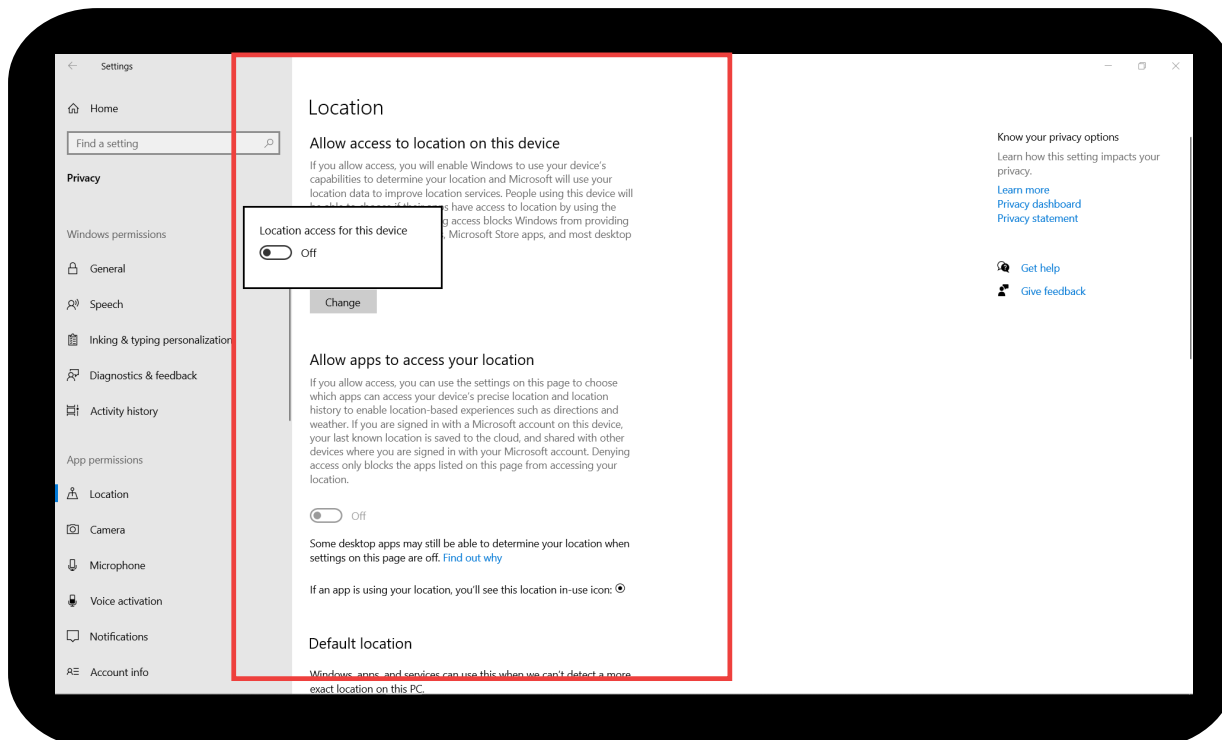 Settings
Home
Find a setting
Privacy
Windows permissions
General
Speech
Inking & typing personalization
Diagnostics & feedback
Activity history
App permissions
Location
Camera
Microphone
Voice activation
Notifications
Account info
Location
Allow access to location on this device
If you allow access, you will enable Windows to use your device's
capabilities to determine your location and Microsoft will use your
location data to improve location services. People using this device will
have access to location by using the
access blocks Windows from providing
Microsoft Store apps, and most desktop
Location access for this device
Off
Change
Allow apps to access your location
If you allow access, you can use the settings on this page to choose
which apps can access your device's precise location and location
history to enable location-based experiences such as directions and
weather. If you are signed in with a Microsoft account on this device,
your last known location is saved to the cloud, and shared with other
devices where you are signed in with your Microsoft account. Denying
access only blocks the apps listed on this page from accessing your
location.
Off
Some desktop apps may still be able to determine your location when
settings on this page are off. Find out why
If an app is using your location, you'll see this location in-use icon:
Default location
Windows, apps, and services can use this when we can't detect a more
exact location on this PC.
Know your privacy options
Learn how this setting impacts your
privacy.
Learn more
Privacy dashboard
Privacy statement
Get help
Give feedback